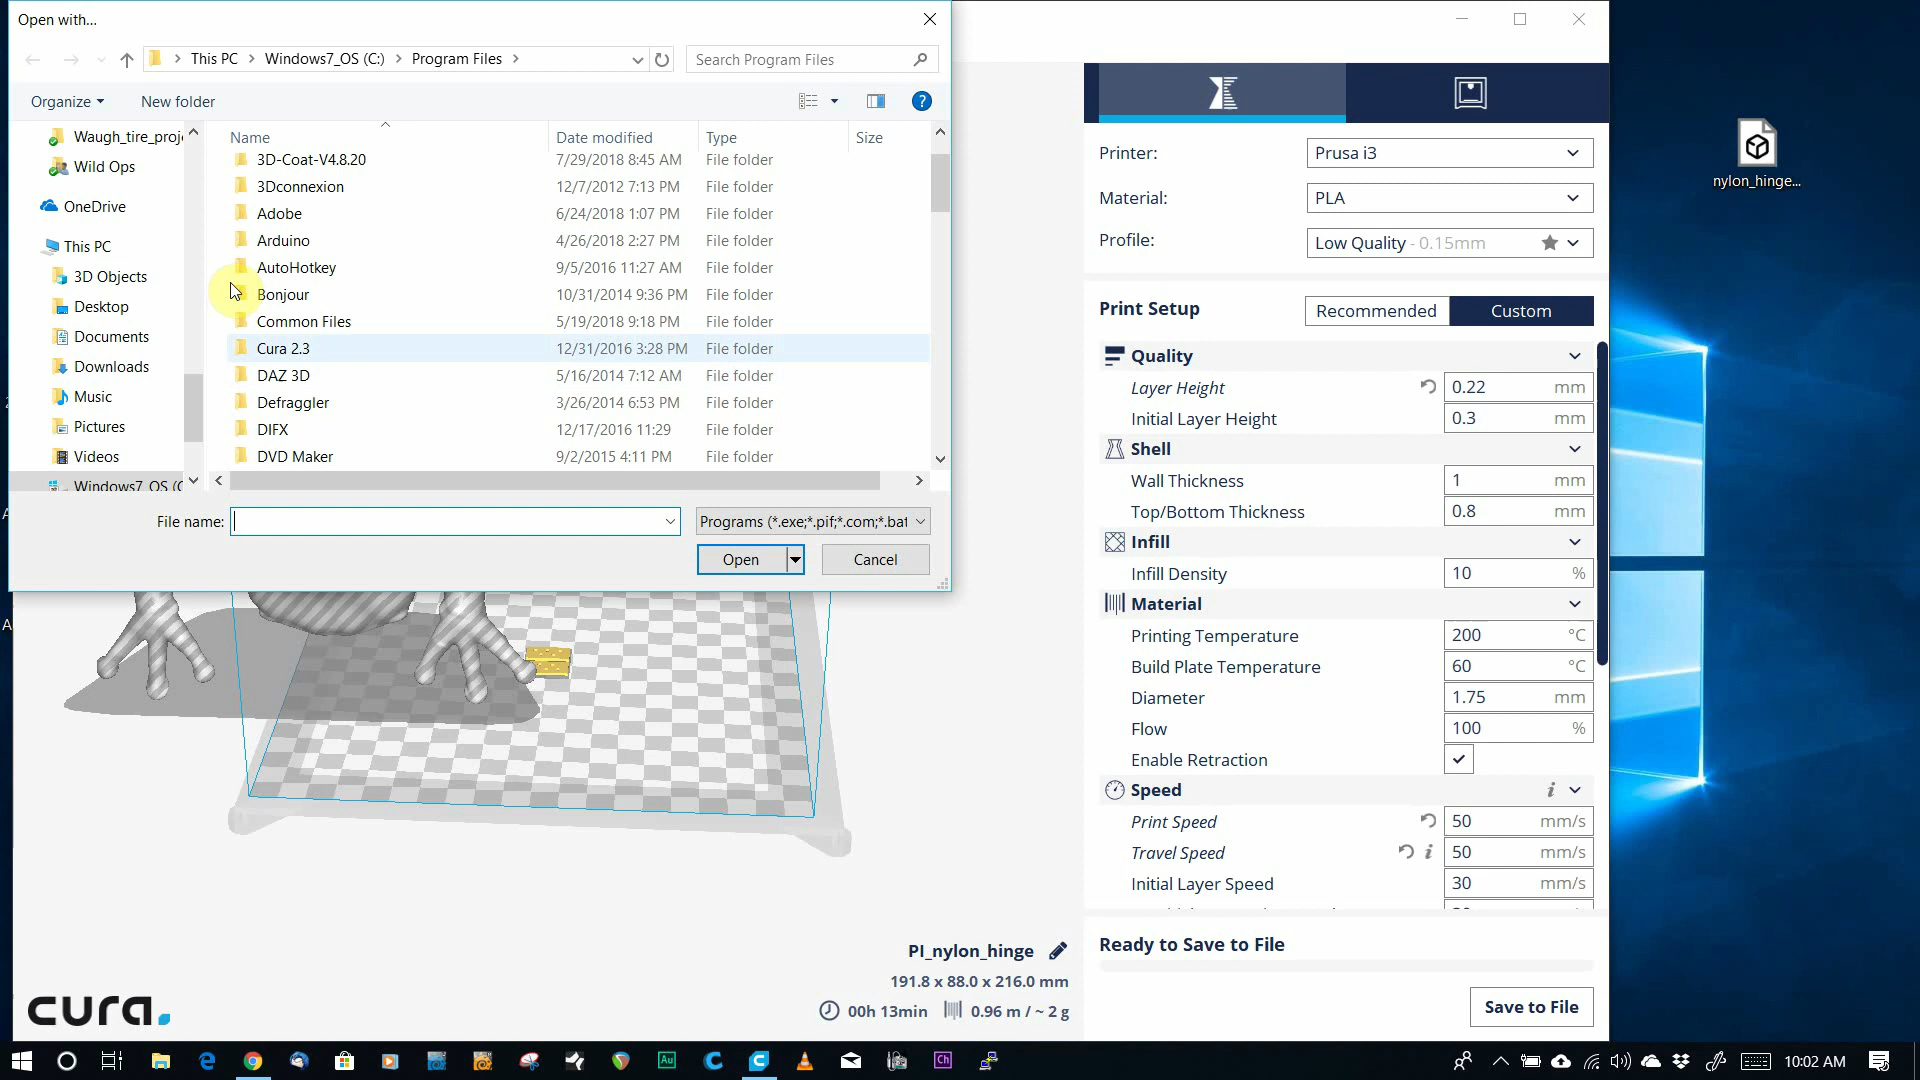 Open with...
This PC > Windows7_OS (C:) > Program Files >
Search Program Files
Organize
New folder
Name Date modified Type Size
3D-Coat-V4.8.20 7/29/2018 8:45 AM File folder
3Dconnexion 12/7/2012 7:13 PM File folder
Adobe 6/24/2018 1:07 PM File folder
Arduino 4/26/2018 2:27 PM File folder
AutoHotkey 9/5/2016 11:27 AM File folder
Bonjour 10/31/2014 9:36 PM File folder
Common Files 5/19/2018 9:18 PM File folder
Cura 2.3 12/31/2016 3:28 PM File folder
DAZ 3D 5/16/2014 7:12 AM File folder
Defraggler 3/26/2014 6:53 PM File folder
DIFX 12/17/2016 11:29 File folder
DVD Maker 9/2/2015 4:11 PM File folder
Waugh_tire_proj
Wild Ops
OneDrive
This PC
3D Objects
Desktop
Documents
Downloads
Music
Pictures
Videos
Windows7_OS (C
File name:
Programs (*.exe;*.pif;*.com;*.bat
Open
Cancel
Printer: Prusa i3
Material: PLA
Profile: Low Quality - 0.15mm
Print Setup Recommended Custom
Quality
Layer Height 0.22 mm
Initial Layer Height 0.3 mm
Shell
Wall Thickness 1 mm
Top/Bottom Thickness 0.8 mm
Infill
Infill Density 10 %
Material
Printing Temperature 200 °C
Build Plate Temperature 60 °C
Diameter 1.75 mm
Flow 100 %
Enable Retraction
Speed i
Print Speed 50 mm/s
Travel Speed i 50 mm/s
Initial Layer Speed 30 mm/s
Ready to Save to File
Save to File
PI_nylon_hinge
191.8 x 88.0 x 216.0 mm
00h 13min 0.96 m / ~ 2 g
cura.
nylon_hinge...
Au
Ch
10:02 AM